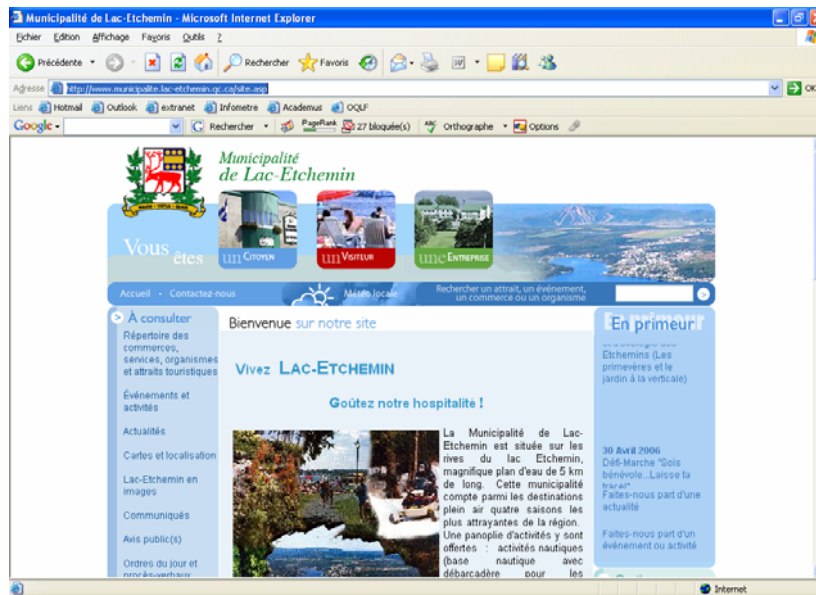 Municipalité de Lac-Etchemin - Microsoft Internet Explorer
Fichier Edition Affichage Favoris Outils ?
Précédente Rechercher Favoris
Adresse http://www.municipalite.lac-etchemin.qc.ca/site.asp OK
Liens Hotmail Outlook extranet Infometre Academus OQLF
Google Rechercher PageRank 27 bloquée(s) ABC Orthographe Options
Municipalité
de Lac-Etchemin
Vous êtes un Citoyen un Visiteur une Entreprise
Accueil • Contactez-nous Météo locale Rechercher un attrait, un événement,
un commerce ou un organisme
À consulter
Répertoire des
commerces,
services, organismes
et attraits touristiques
Événements et
activités
Actualités
Cartes et localisation
Lac-Etchemin en
images
Communiqués
Avis public(s)
Ordres du jour et
procès-verbaux
Bienvenue sur notre site
Vivez LAC-ETCHEMIN
Goûtez notre hospitalité !
La Municipalité de Lac-
Etchemin est située sur les
rives du lac Etchemin,
magnifique plan d'eau de 5 km
de long. Cette municipalité
compte parmi les destinations
plein air quatre saisons les
plus attrayantes de la région.
Une panoplie d'activités y sont
offertes : activités nautiques
(base nautique avec
débarcadère pour les
En primeur
Etchemins (Les
primevères et le
jardin à la verticale)
30 Avril 2006
Défi-Marche "Sois
bénévole...Laisse ta
trace!"
Faites-nous part d'une
actualité
Faites-nous part d'un
événement ou activité
Internet